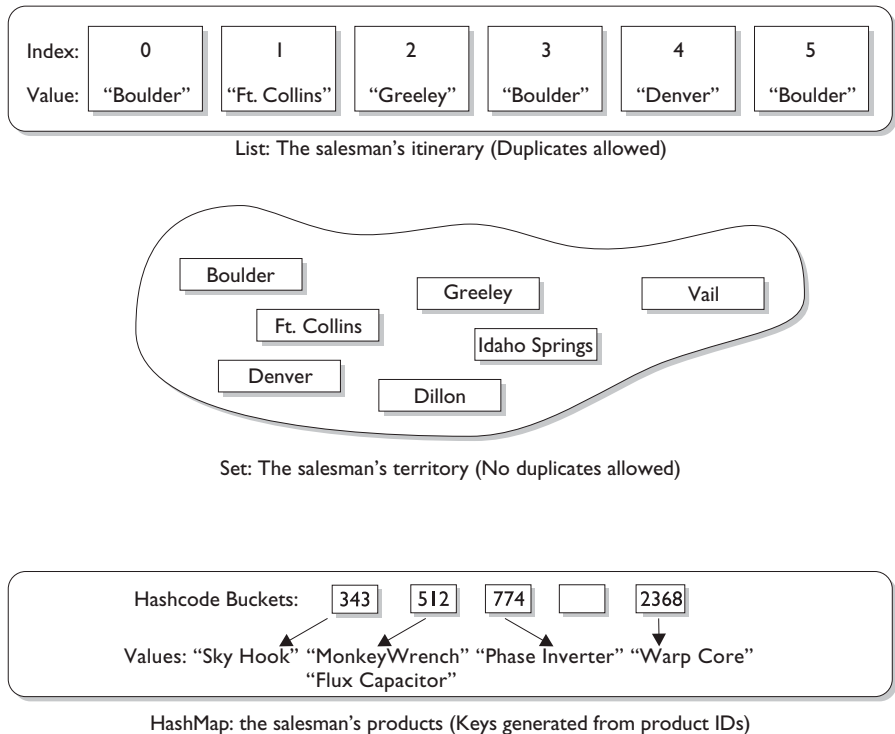 Index: 0 1 2 3 4 5
Value: “Boulder” “Ft. Collins” “Greeley” “Boulder” “Denver” “Boulder”
List: The salesman’s itinerary (Duplicates allowed)
Boulder
Greeley
Vail
Ft. Collins
Idaho Springs
Denver
Dillon
Set: The salesman’s territory (No duplicates allowed)
Hashcode Buckets: 343 512 774 2368
Values: “Sky Hook” “MonkeyWrench” “Phase Inverter” “Warp Core”
“Flux Capacitor”
HashMap: the salesman’s products (Keys generated from product IDs)